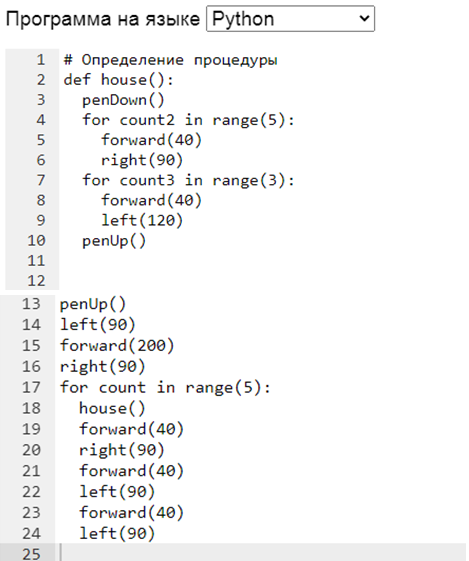 Программа на языке Python
1 # Определение процедуры
2 def house():
3   penDown()
4   for count2 in range(5):
5     forward(40)
6     right(90)
7   for count3 in range(3):
8     forward(40)
9     left(120)
10   penUp()
11
12
13 penUp()
14 left(90)
15 forward(200)
16 right(90)
17 for count in range(5):
18   house()
19   forward(40)
20   right(90)
21   forward(40)
22   left(90)
23   forward(40)
24   left(90)
25